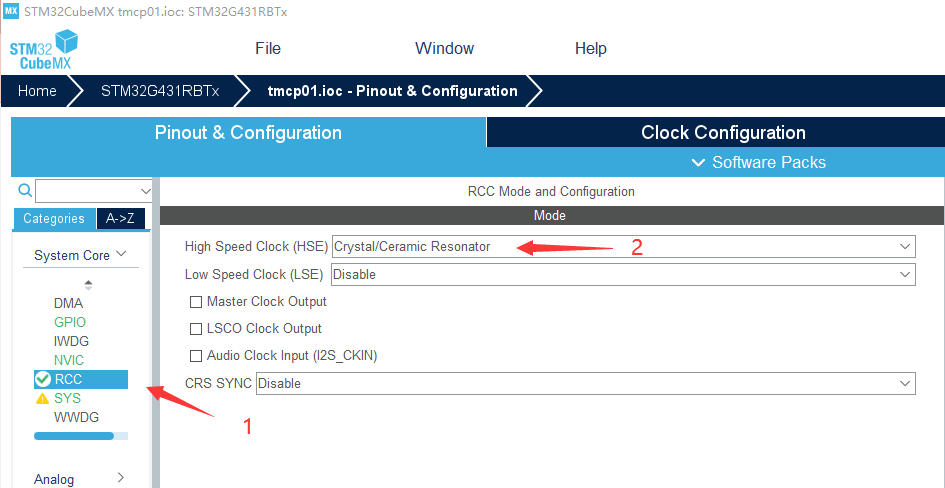 MX STM32CubeMX tmcp01.ioc: STM32G431RBTx
STM32
CubeMX
File Window Help
Home STM32G431RBTx tmcp01.ioc - Pinout & Configuration
Pinout & Configuration Clock Configuration
Software Packs
Categories A->Z
System Core
DMA
GPIO
IWDG
NVIC
RCC
SYS
WWDG
Analog
RCC Mode and Configuration
Mode
High Speed Clock (HSE) Crystal/Ceramic Resonator
Low Speed Clock (LSE) Disable
Master Clock Output
LSCO Clock Output
Audio Clock Input (I2S_CKIN)
CRS SYNC Disable
1
2